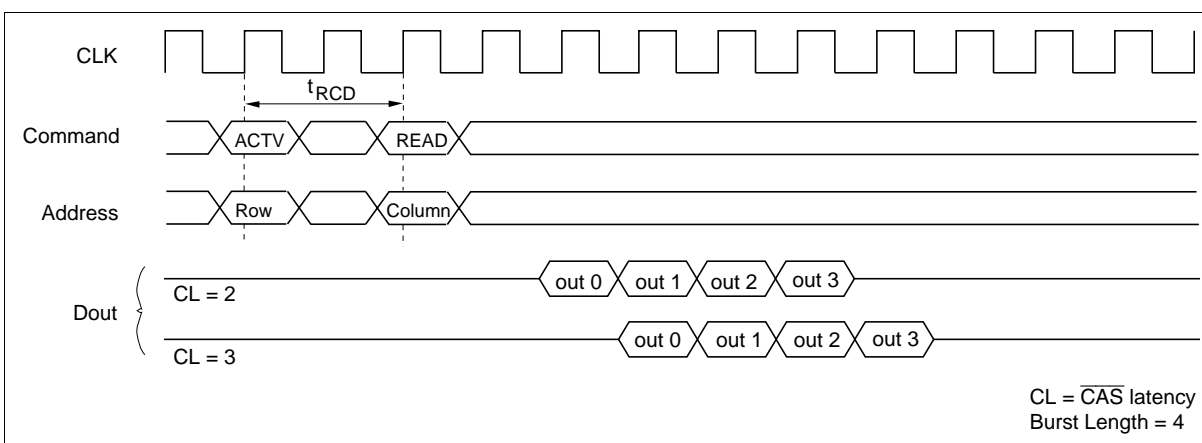 CLK
tRCD
Command ACTV READ
Address Row Column
Dout
CL = 2 out 0 out 1 out 2 out 3
CL = 3 out 0 out 1 out 2 out 3
CL = C̅A̅S̅ latency
Burst Length = 4